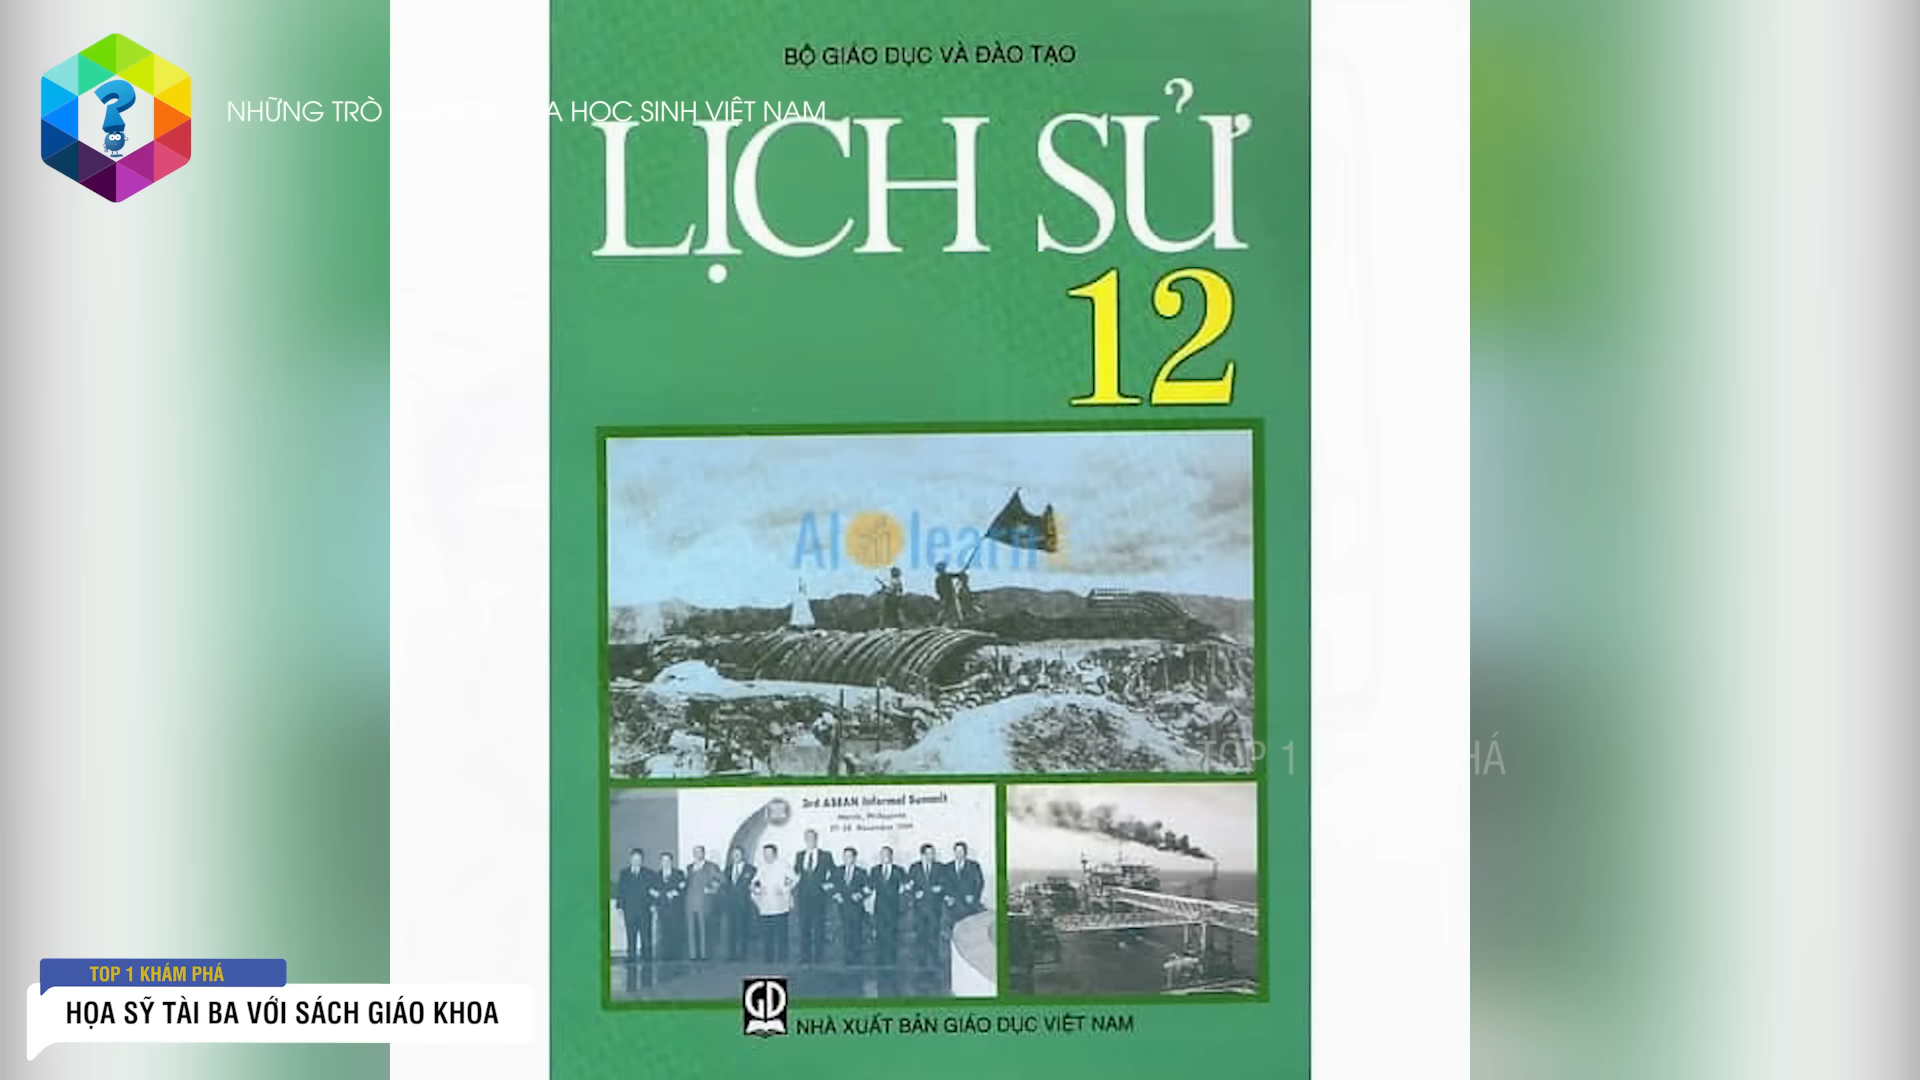 BỘ GIÁO DỤC VÀ ĐÀO TẠO
NHỮNG TRÒ A HỌC SINH VIỆT NAM
LỊCH SỬ
12
3rd ASEAN Informal Summit
Manila, Philippines
TOP 1 HÁ
TOP 1 KHÁM PHÁ
HỌA SỸ TÀI BA VỚI SÁCH GIÁO KHOA
GD
NHÀ XUẤT BẢN GIÁO DỤC VIỆT NAM